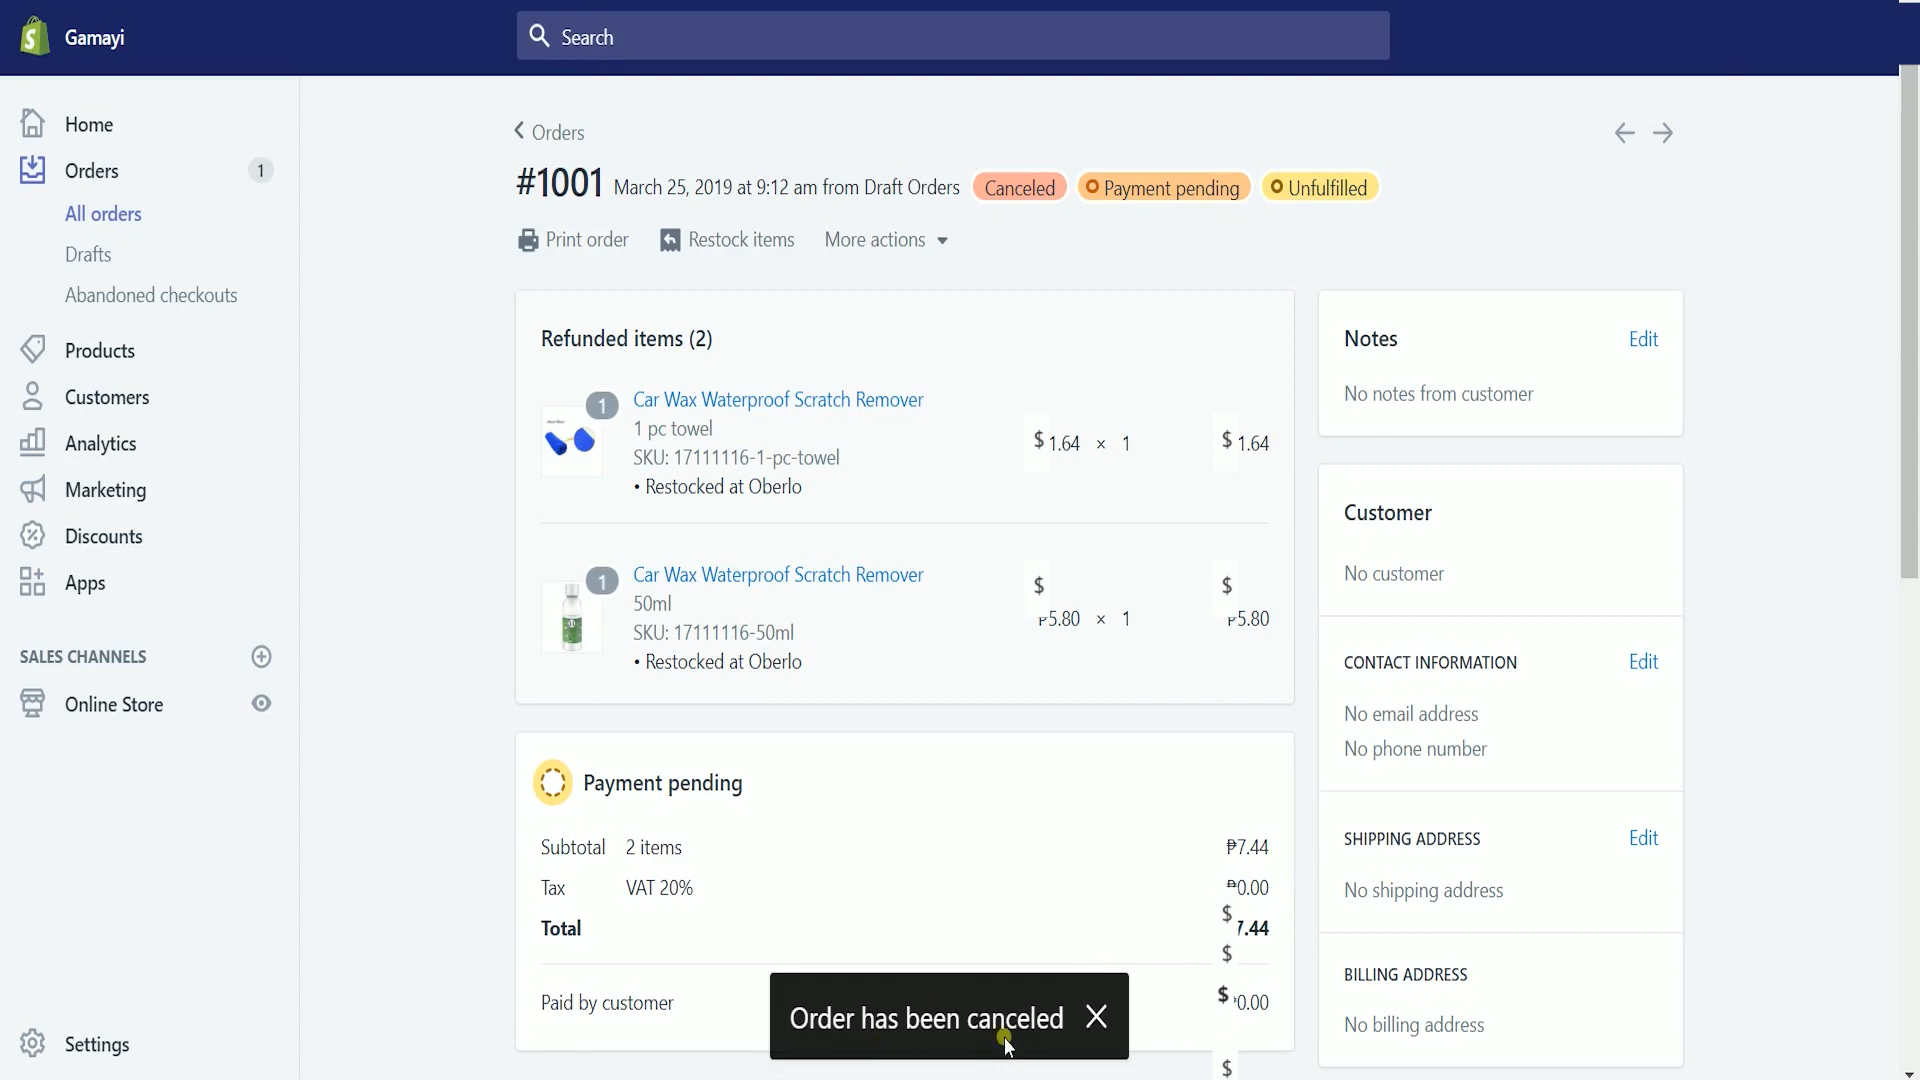 Gamayi
Search
Home
Orders 1
All orders
Drafts
Abandoned checkouts
Products
Customers
Analytics
Marketing
Discounts
Apps
SALES CHANNELS
Online Store
Settings
Orders
#1001 March 25, 2019 at 9:12 am from Draft Orders Canceled Payment pending Unfulfilled
Print order Restock items More actions
Refunded items (2)
1 Car Wax Waterproof Scratch Remover
1 pc towel
$1.64 × 1 $1.64
SKU: 17111116-1-pc-towel
• Restocked at Oberlo
1 Car Wax Waterproof Scratch Remover
$ $
50ml
₱5.80 × 1 ₱5.80
SKU: 17111116-50ml
• Restocked at Oberlo
Payment pending
Subtotal 2 items ₱7.44
Tax VAT 20% ₱0.00
$
Total 7.44
$
Paid by customer $ 0.00
Order has been canceled
$
Notes Edit
No notes from customer
Customer
No customer
CONTACT INFORMATION Edit
No email address
No phone number
SHIPPING ADDRESS Edit
No shipping address
BILLING ADDRESS
No billing address